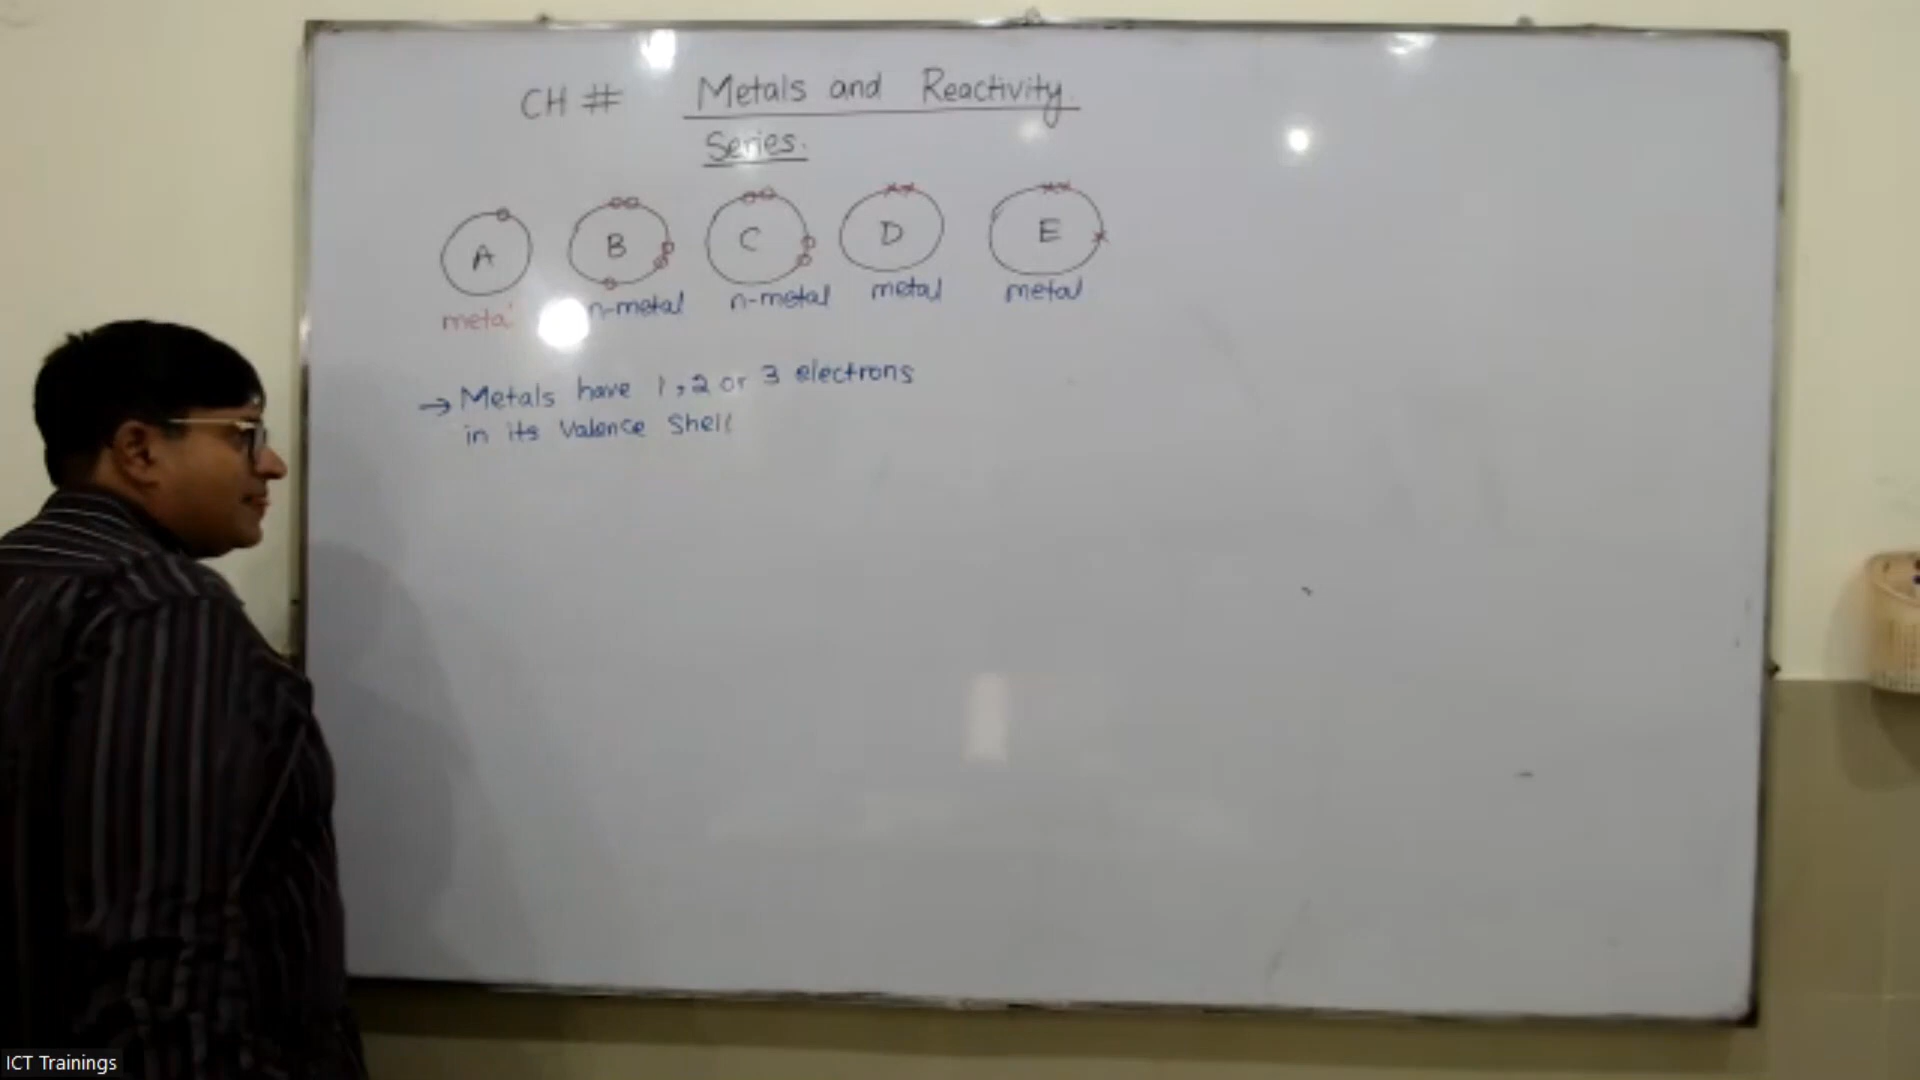 CH # Metals and Reactivity
Series.
A B C D E
metal n-metal n-metal metal metal
→ Metals have 1, 2 or 3 electrons
in its Valence Shell
ICT Trainings